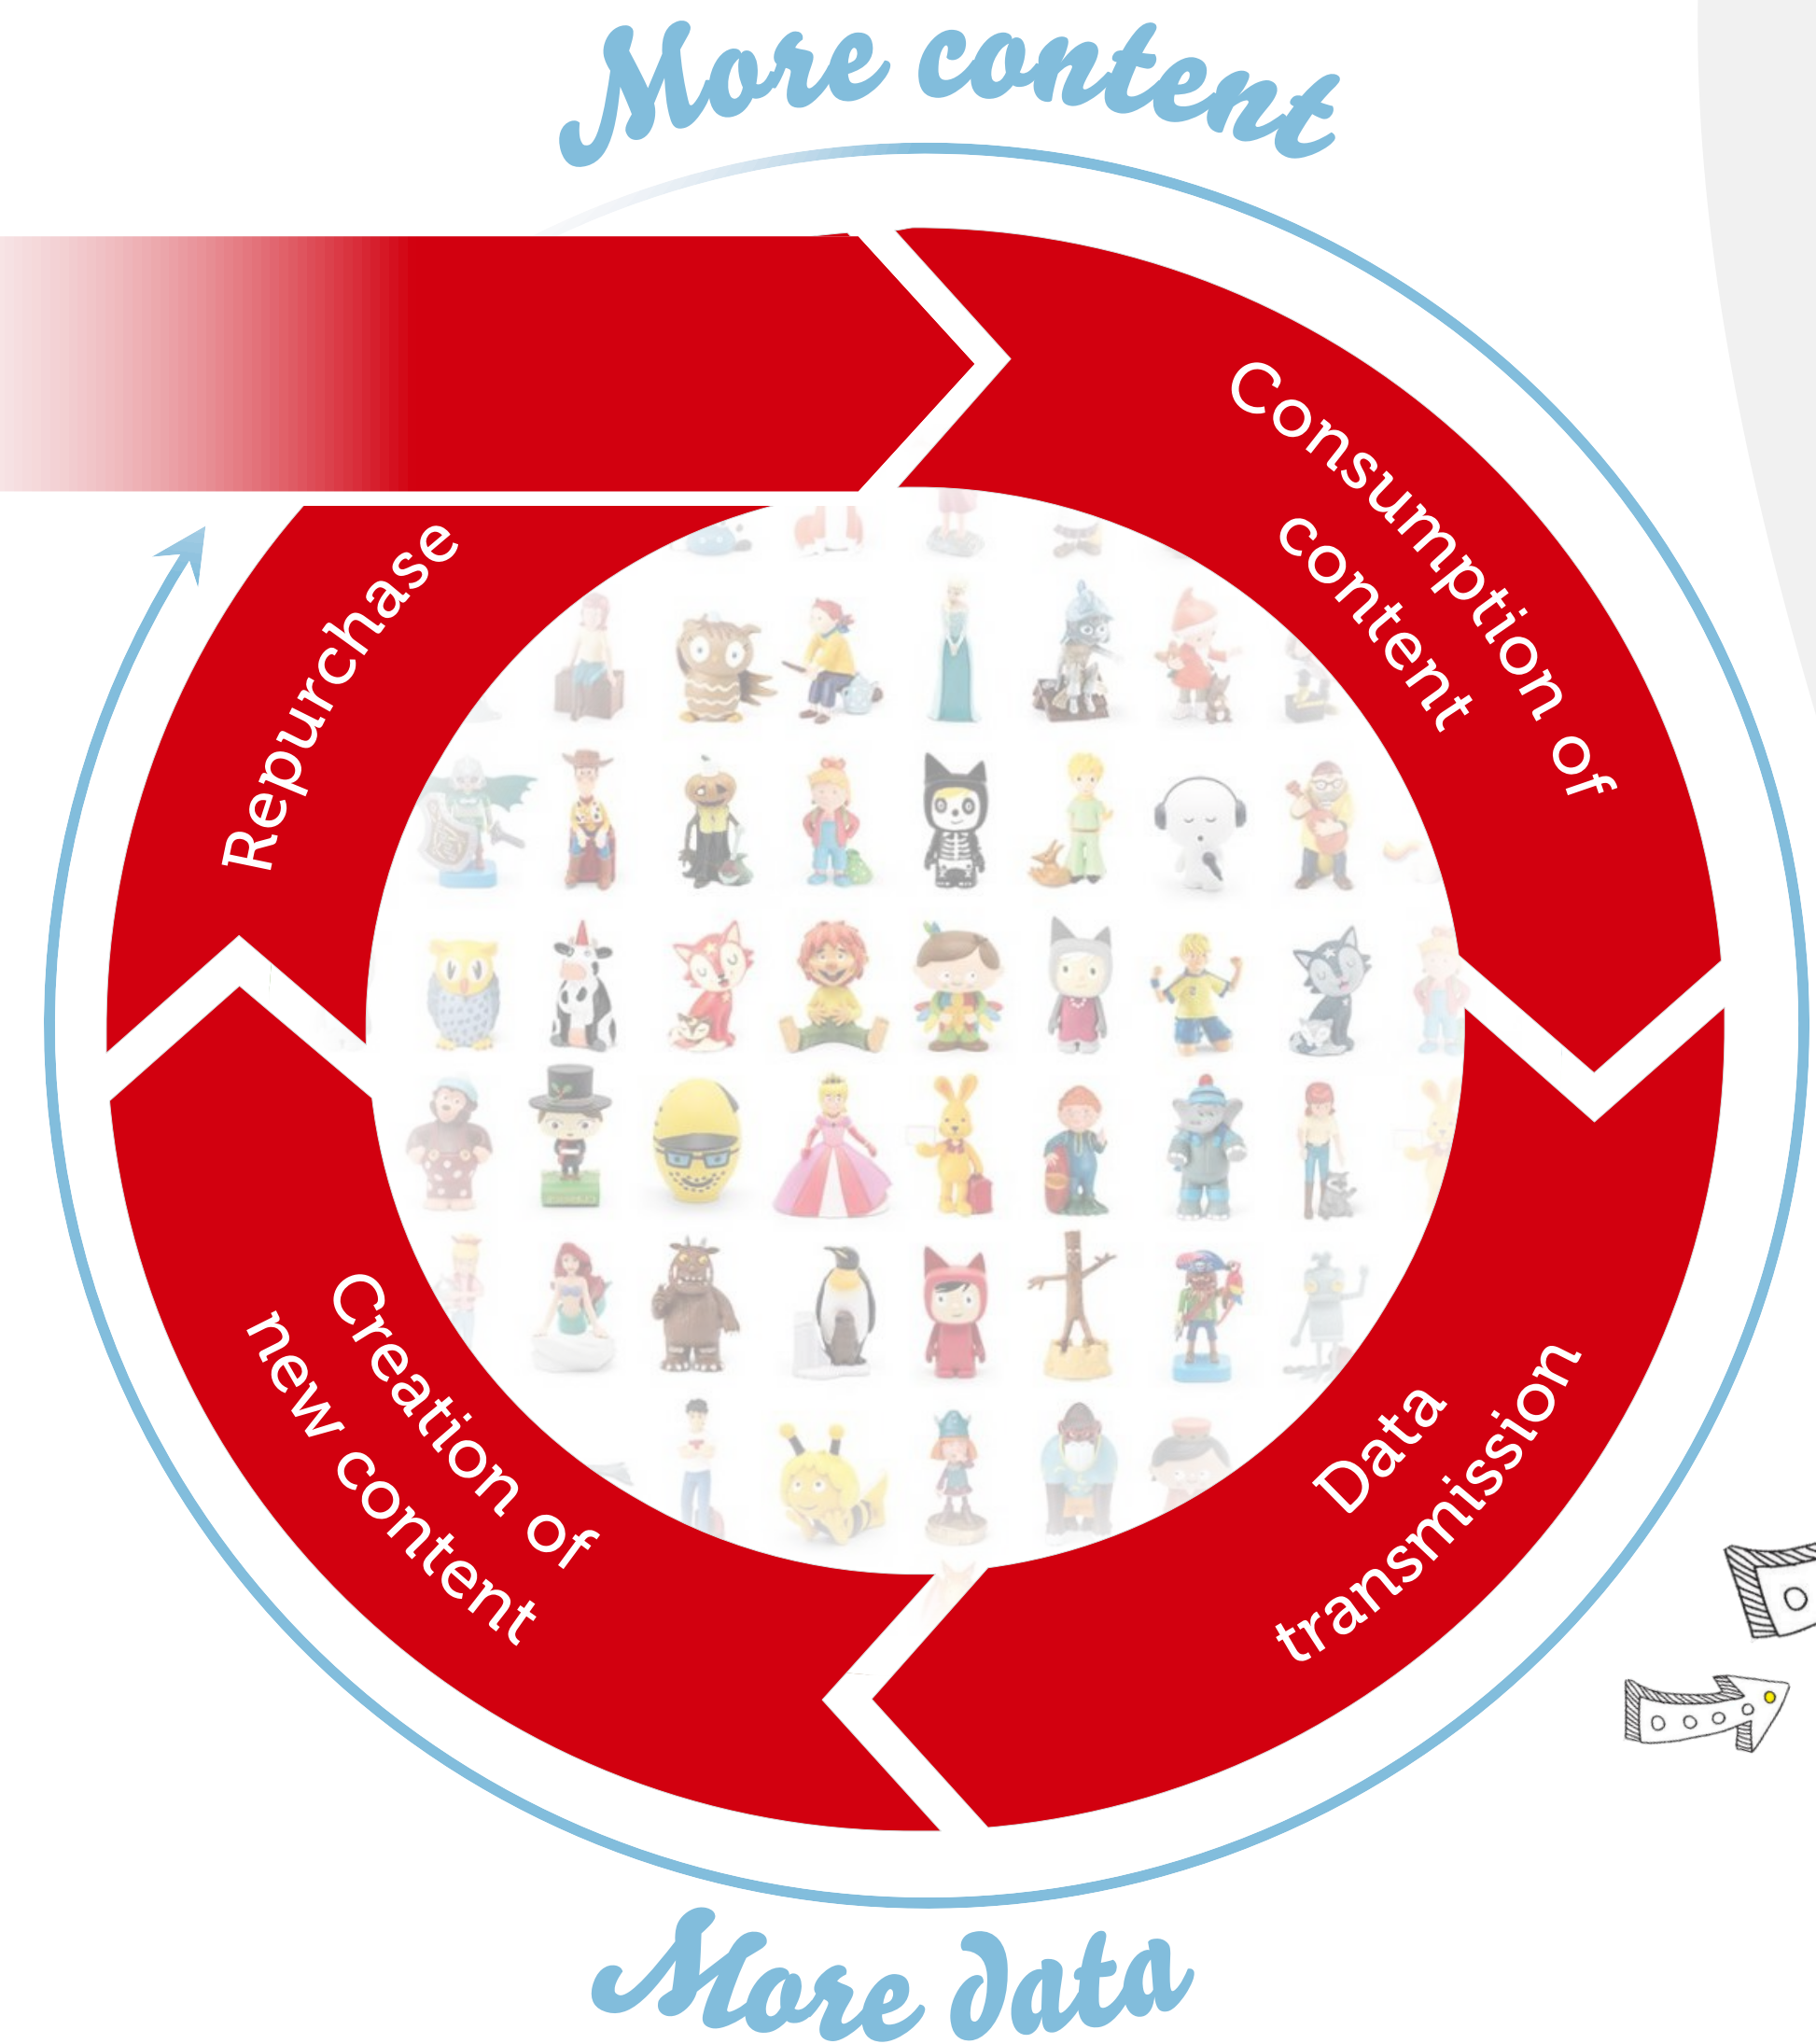 More content
Consumption of
content
Data
transmission
Creation of
new content
Repurchase
More data